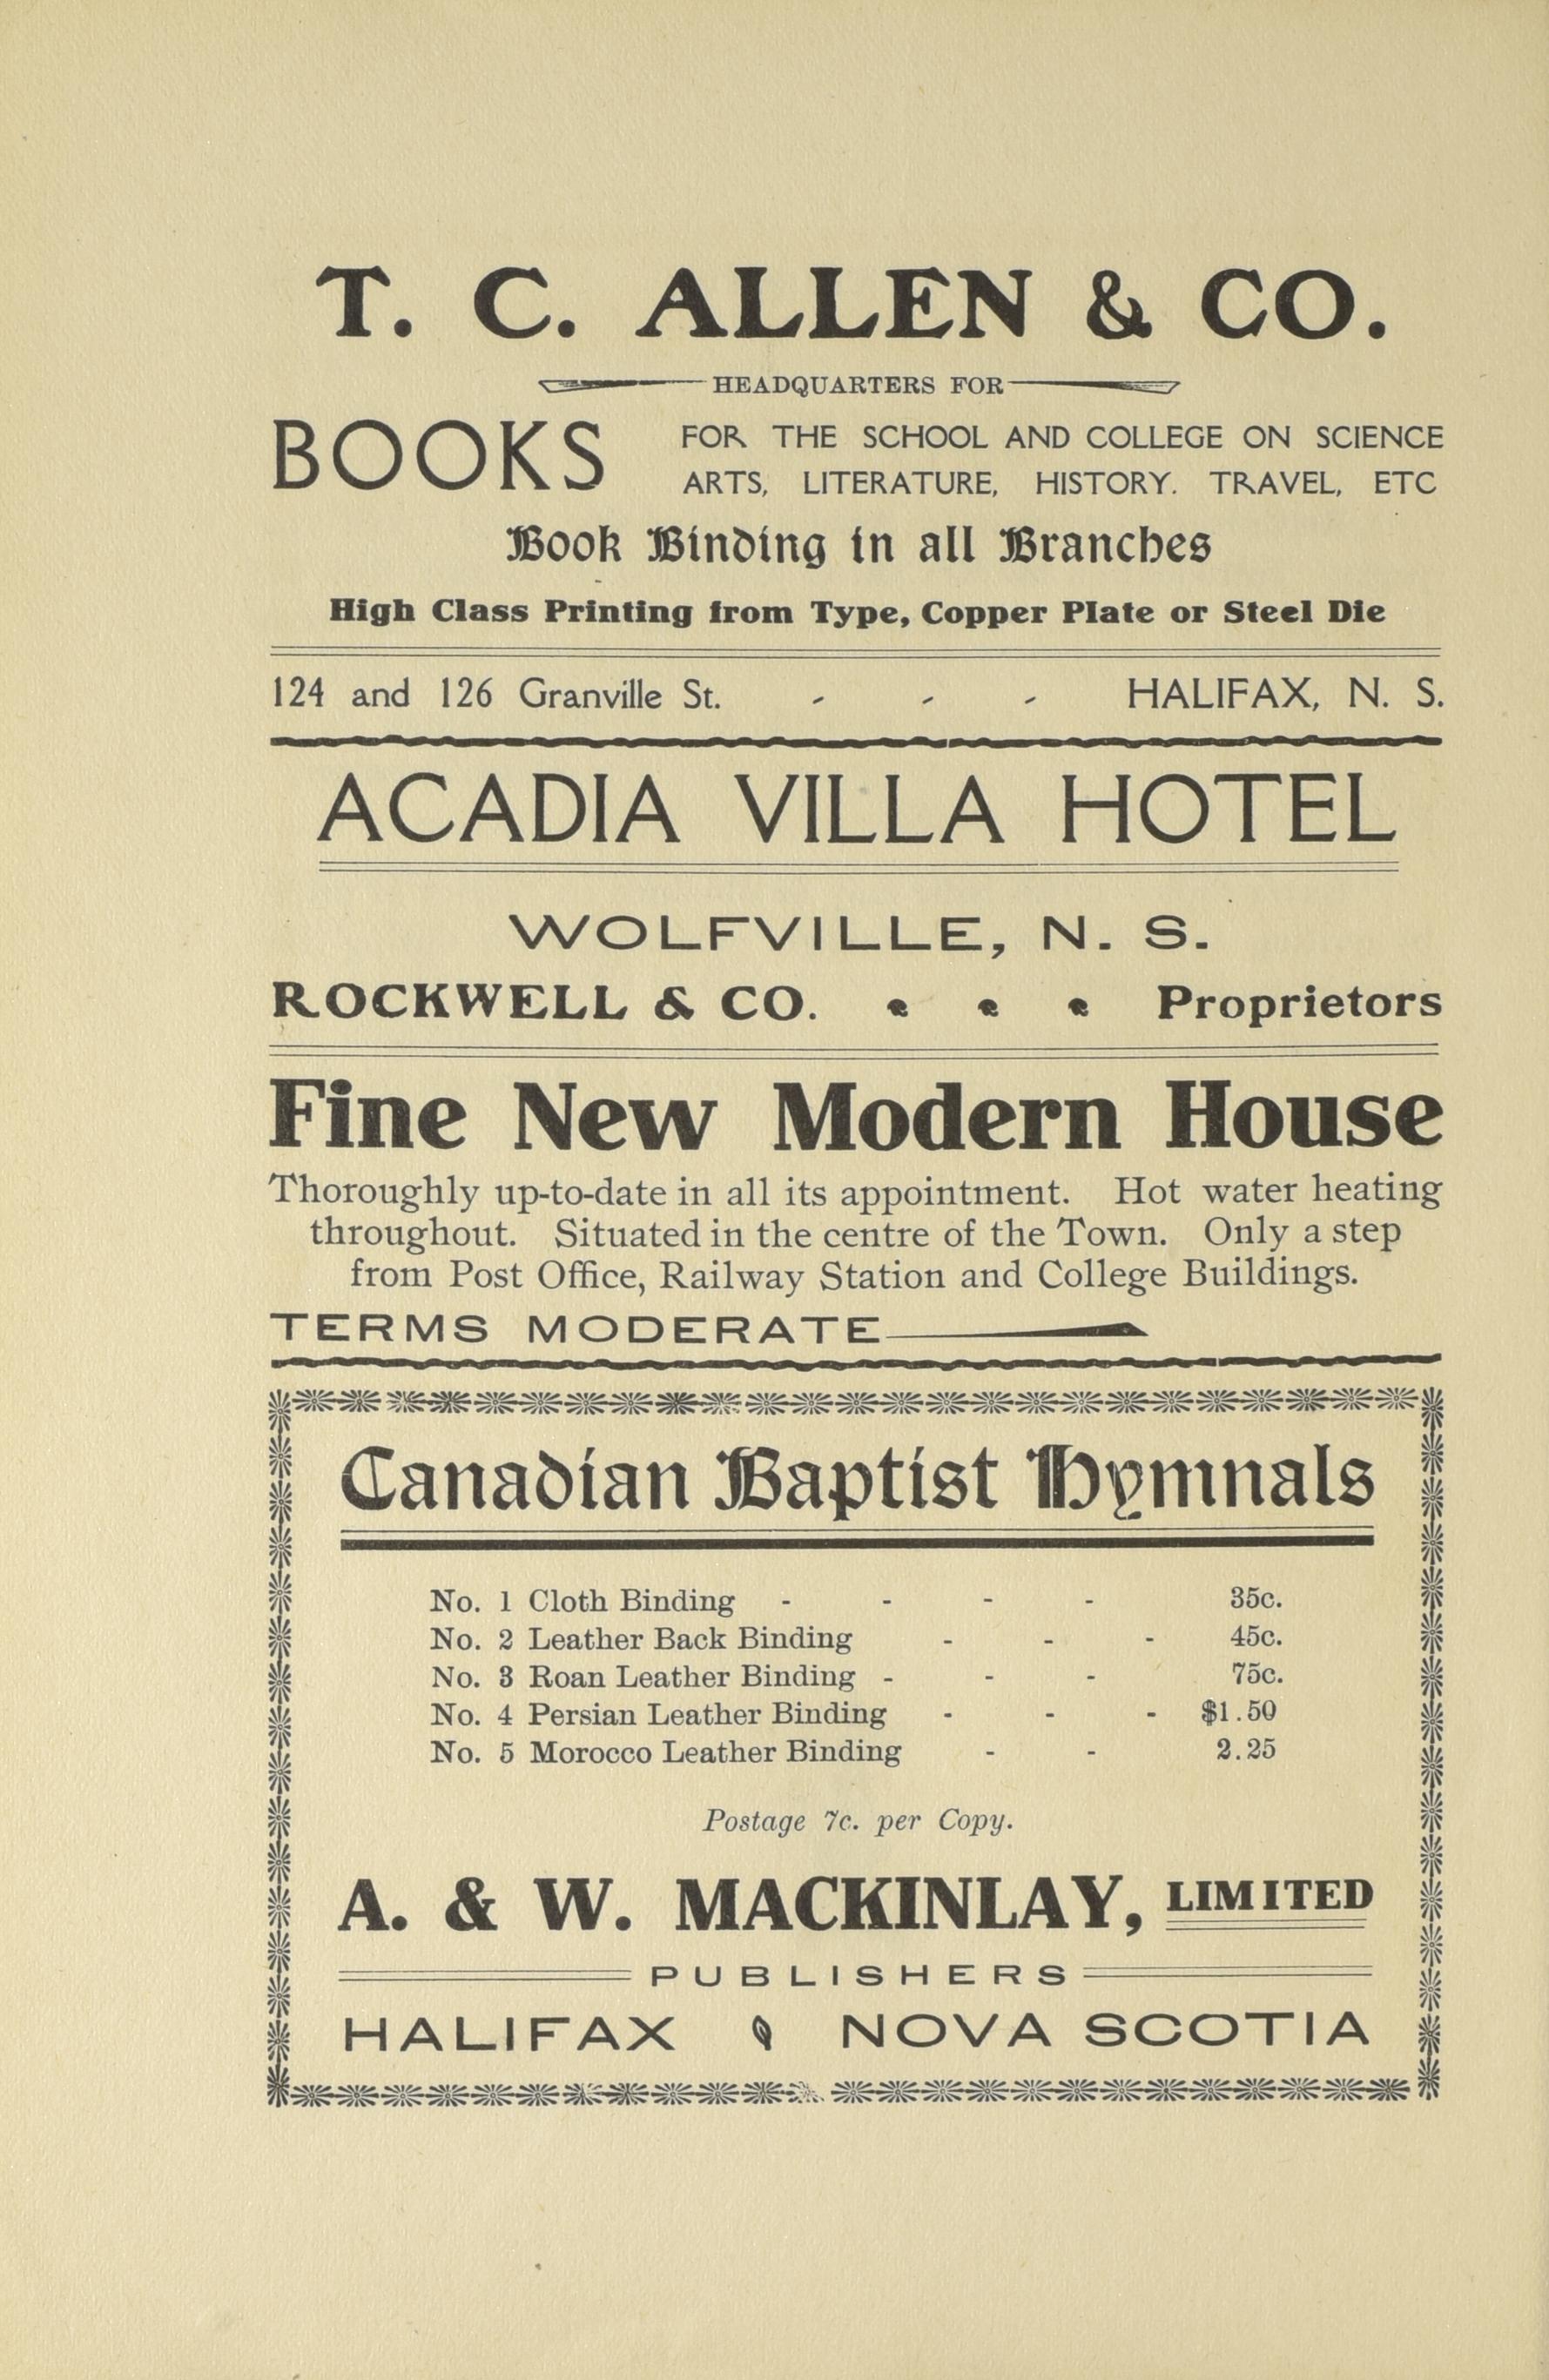 T. C. ALLEN & CO.
HEADQUARTERS FOR
BOOKS FOR THE SCHOOL AND COLLEGE ON SCIENCE
ARTS, LITERATURE, HISTORY. TRAVEL, ETC
Book Binding in all Branches
High Class Printing from Type, Copper Plate or Steel Die
124 and 126 Granville St. - - - HALIFAX, N. S.
ACADIA VILLA HOTEL
WOLFVILLE, N. S.
ROCKWELL & CO. Proprietors
Fine New Modern House
Thoroughly up-to-date in all its appointment. Hot water heating
throughout. Situated in the centre of the Town. Only a step
from Post Office, Railway Station and College Buildings.
TERMS MODERATE
Canadian Baptist Hymnals
No. 1 Cloth Binding - - - - 35c.
No. 2 Leather Back Binding - - - 45c.
No. 3 Roan Leather Binding - - - 75c.
No. 4 Persian Leather Binding - - - $1.50
No. 5 Morocco Leather Binding - - 2.25
Postage 7c. per Copy.
A. & W. MACKINLAY, LIMITED
PUBLISHERS
HALIFAX NOVA SCOTIA